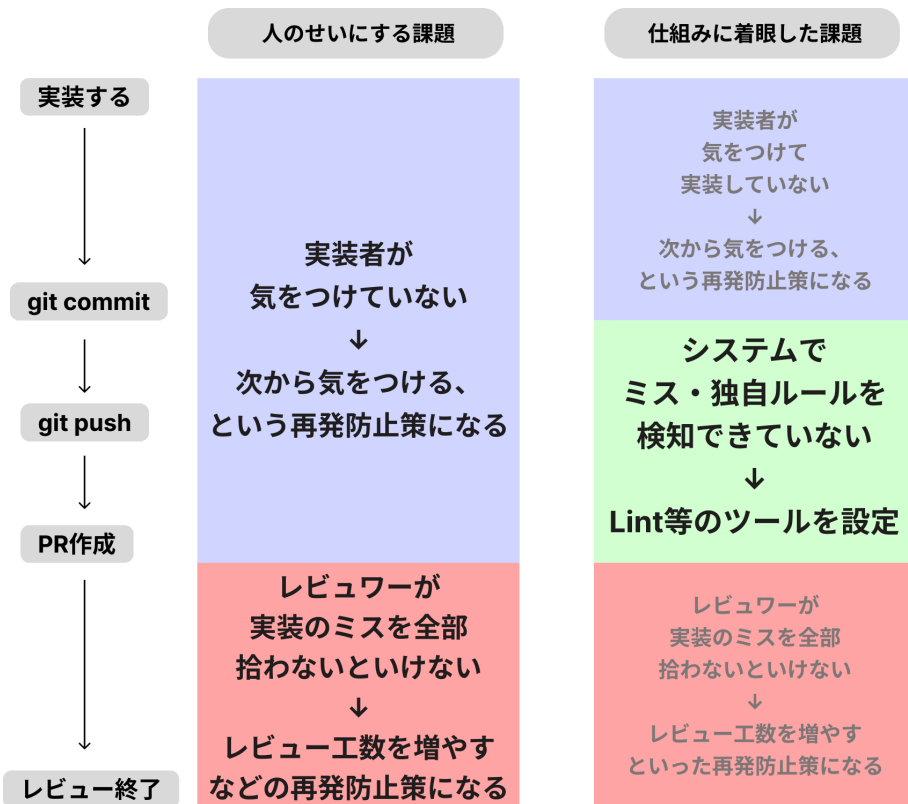 人のせいにする課題
仕組みに着眼した課題
実装する
git commit
git push
PR作成
レビュー終了
実装者が
気をつけていない
↓
次から気をつける、
という再発防止策になる
レビュワーが
実装のミスを全部
拾わないといけない
↓
レビュー工数を増やす
などの再発防止策になる
実装者が
気をつけて
実装していない
↓
次から気をつける、
という再発防止策になる
システムで
ミス・独自ルールを
検知できていない
↓
Lint等のツールを設定
レビュワーが
実装のミスを全部
拾わないといけない
↓
レビュー工数を増やす
といった再発防止策になる